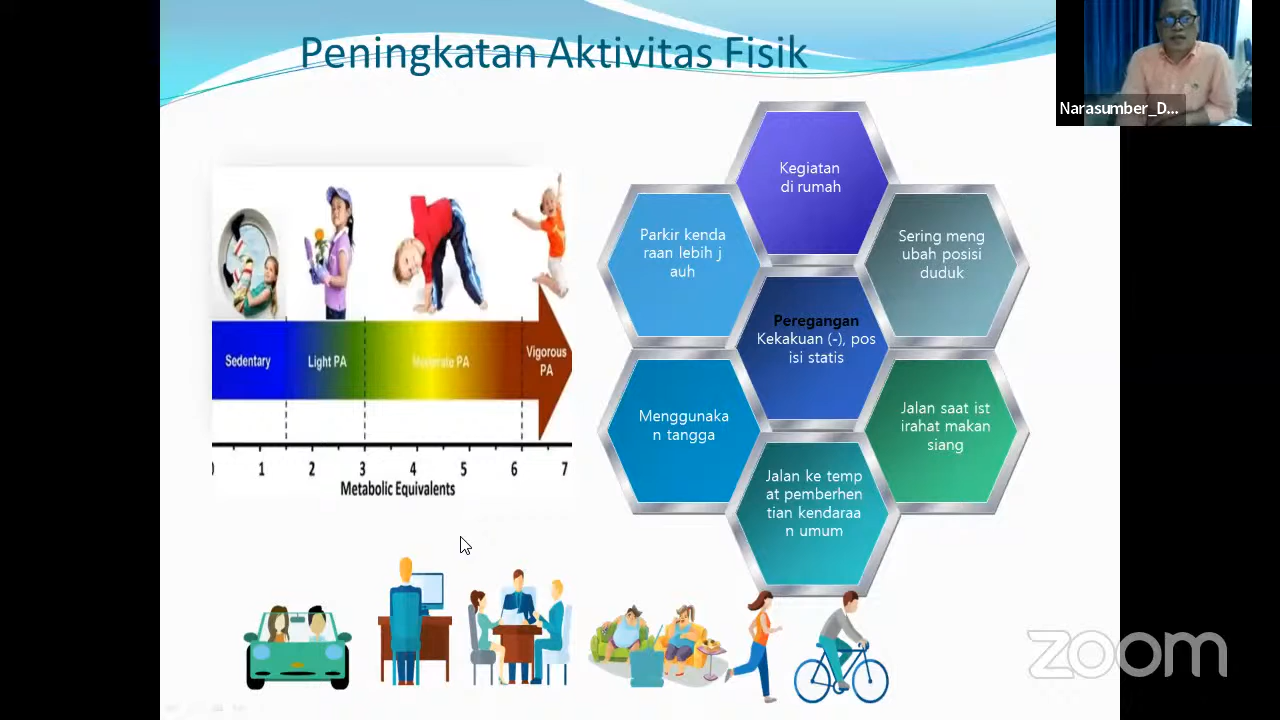 Peningkatan Aktivitas Fisik
Narasumber_D...
Kegiatan
di rumah
Parkir kenda
raan lebih j
auh
Sering meng
ubah posisi
duduk
Peregangan
Kekakuan (-), pos
isi statis
Menggunaka
n tangga
Jalan saat ist
irahat makan
siang
Jalan ke temp
at pemberhen
tian kendaraa
n umum
Sedentary
Light PA
Moderate PA
Vigorous
PA
1 2 3 4 5 6 7
Metabolic Equivalents
zoom